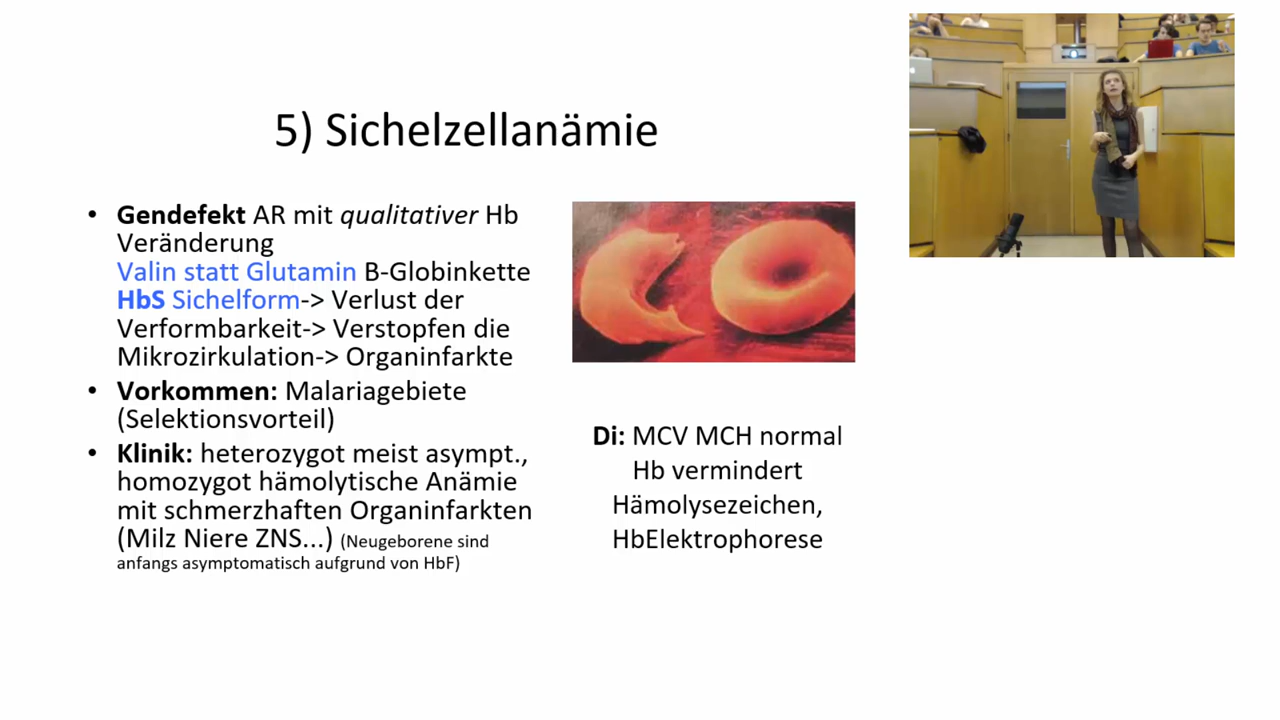 5) Sichelzellanämie
• Gendefekt AR mit qualitativer Hb
Veränderung
Valin statt Glutamin B-Globinkette
HbS Sichelform-> Verlust der
Verformbarkeit-> Verstopfen die
Mikrozirkulation-> Organinfarkte
• Vorkommen: Malariagebiete
(Selektionsvorteil)
• Klinik: heterozygot meist asympt.,
homozygot hämolytische Anämie
mit schmerzhaften Organinfarkten
(Milz Niere ZNS...) (Neugeborene sind
anfangs asymptomatisch aufgrund von HbF)
Di: MCV MCH normal
Hb vermindert
Hämolysezeichen,
HbElektrophorese